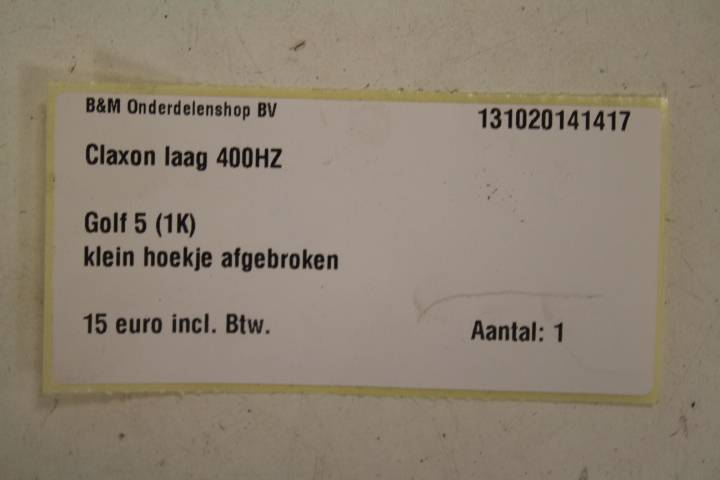 B&M Onderdelenshop BV
131020141417
Claxon laag 400HZ
Golf 5 (1K)
klein hoekje afgebroken
15 euro incl. Btw.
Aantal: 1